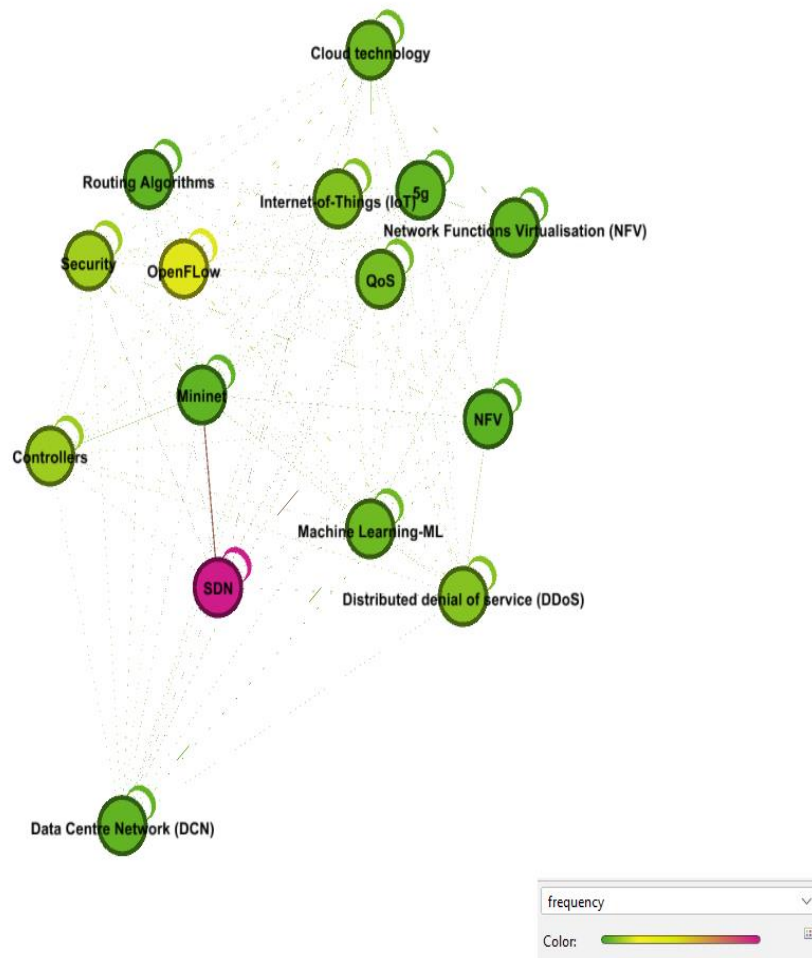 Cloud technology
Routing Algorithms
Internet-of-Things (IoT)
5g
Network Functions Virtualisation (NFV)
Security
OpenFLow
QoS
Mininet
NFV
Controllers
Machine Learning-ML
SDN
Distributed denial of service (DDoS)
Data Centre Network (DCN)
frequency
Color: